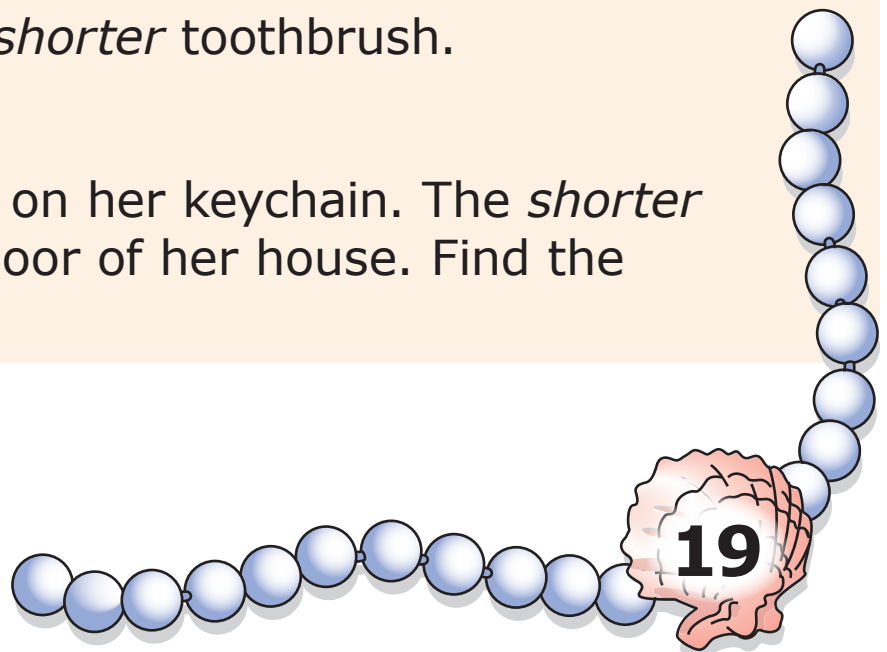 shorter toothbrush.
on her keychain. The shorter
oor of her house. Find the
19